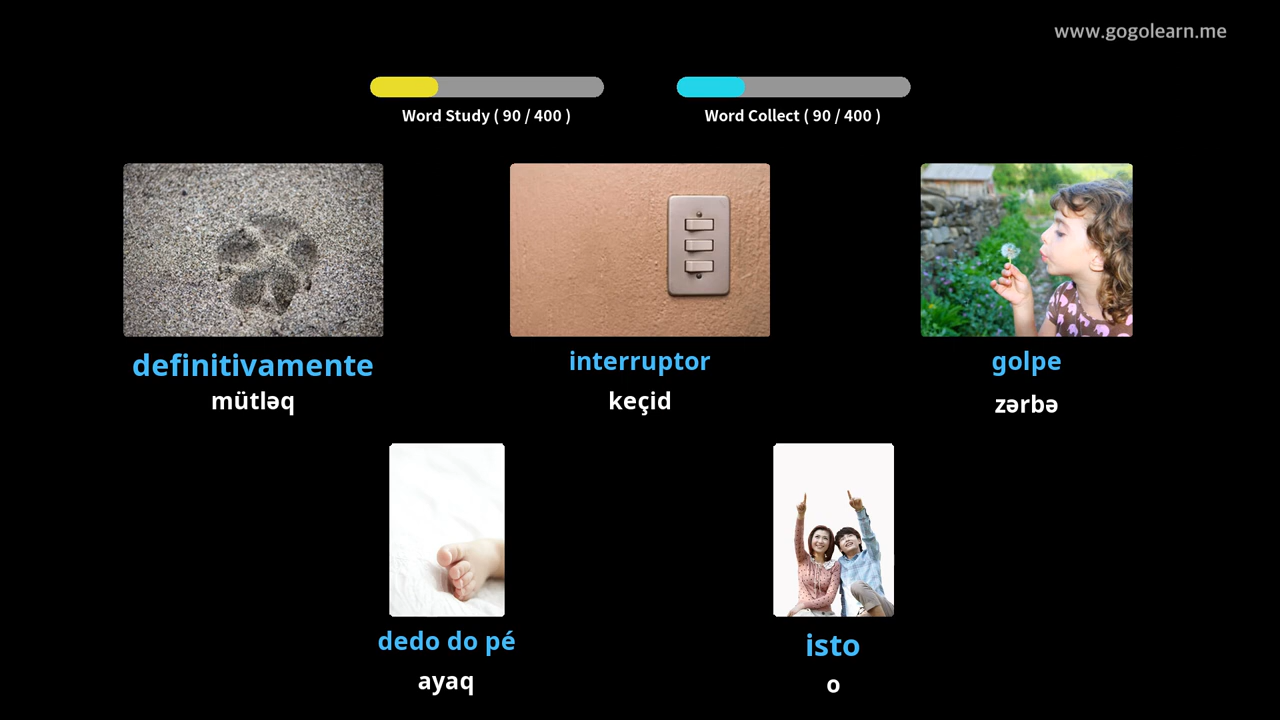 www.gogolearn.me
Word Study ( 90 / 400 )
Word Collect ( 90 / 400 )
definitivamente
mütləq
interruptor
keçid
golpe
zərbə
dedo do pé
ayaq
isto
o